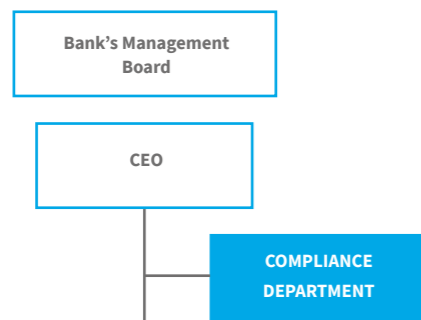 Bank’s Management
Board
CEO
COMPLIANCE
DEPARTMENT